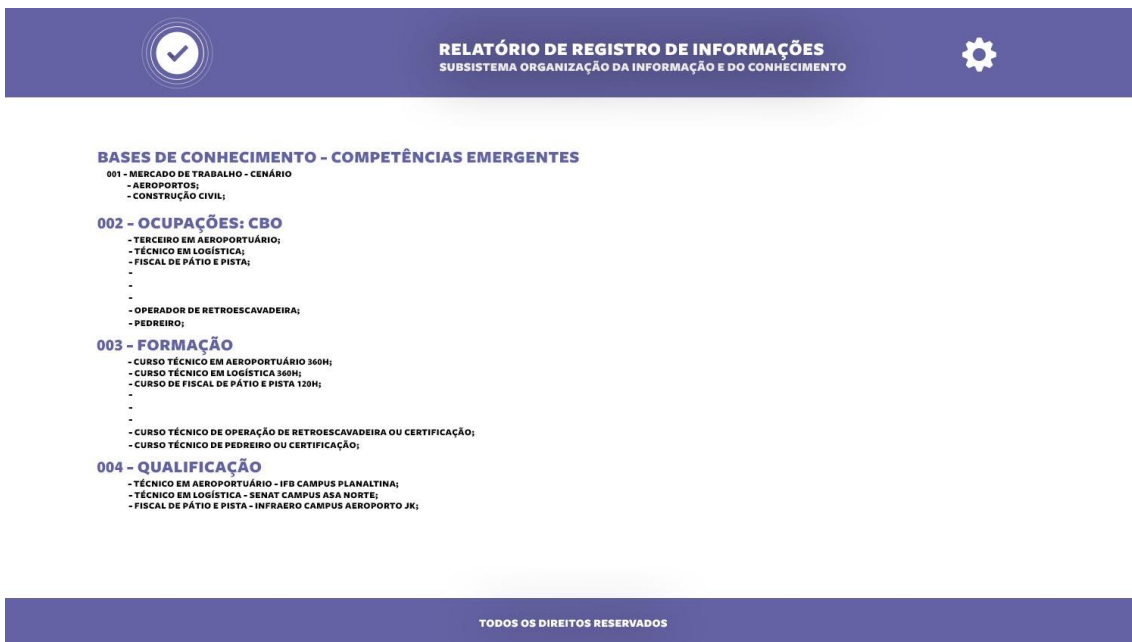 RELATÓRIO DE REGISTRO DE INFORMAÇÕES
SUBSISTEMA ORGANIZAÇÃO DA INFORMAÇÃO E DO CONHECIMENTO
BASES DE CONHECIMENTO - COMPETÊNCIAS EMERGENTES
001 - MERCADO DE TRABALHO - CENÁRIO
- AEROPORTOS;
- CONSTRUÇÃO CIVIL;
002 - OCUPAÇÕES: CBO
- TERCEIRO EM AEROPORTUÁRIO;
- TÉCNICO EM LOGÍSTICA;
- FISCAL DE PÁTIO E PISTA;
-
-
-
- OPERADOR DE RETROESCAVADEIRA;
- PEDREIRO;
003 - FORMAÇÃO
- CURSO TÉCNICO EM AEROPORTUÁRIO 360H;
- CURSO TÉCNICO EM LOGÍSTICA 360H;
- CURSO DE FISCAL DE PÁTIO E PISTA 120H;
-
-
-
- CURSO TÉCNICO DE OPERAÇÃO DE RETROESCAVADEIRA OU CERTIFICAÇÃO;
- CURSO TÉCNICO DE PEDREIRO OU CERTIFICAÇÃO;
004 - QUALIFICAÇÃO
- TÉCNICO EM AEROPORTUÁRIO - IFB CAMPUS PLANALTINA;
- TÉCNICO EM LOGÍSTICA - SENAT CAMPUS ASA NORTE;
- FISCAL DE PÁTIO E PISTA - INFRAERO CAMPUS AEROPORTO JK;
TODOS OS DIREITOS RESERVADOS